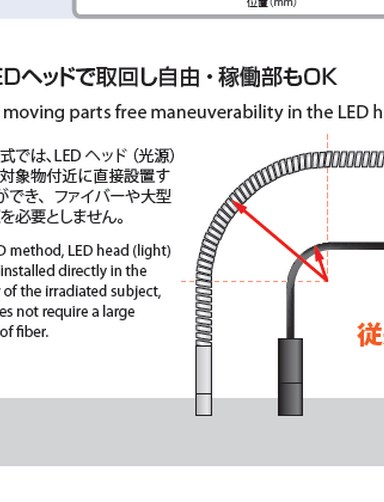 位置（mm）
EDヘッドで取回し自由・稼働部もOK
moving parts free maneuverability in the LED h
式では、LED ヘッド（光源）
対象物付近に直接設置す
ができ、ファイバーや大型
を必要としません。
D method, LED head (light)
installed directly in the
of the irradiated subject,
es not require a large
of fiber.
従